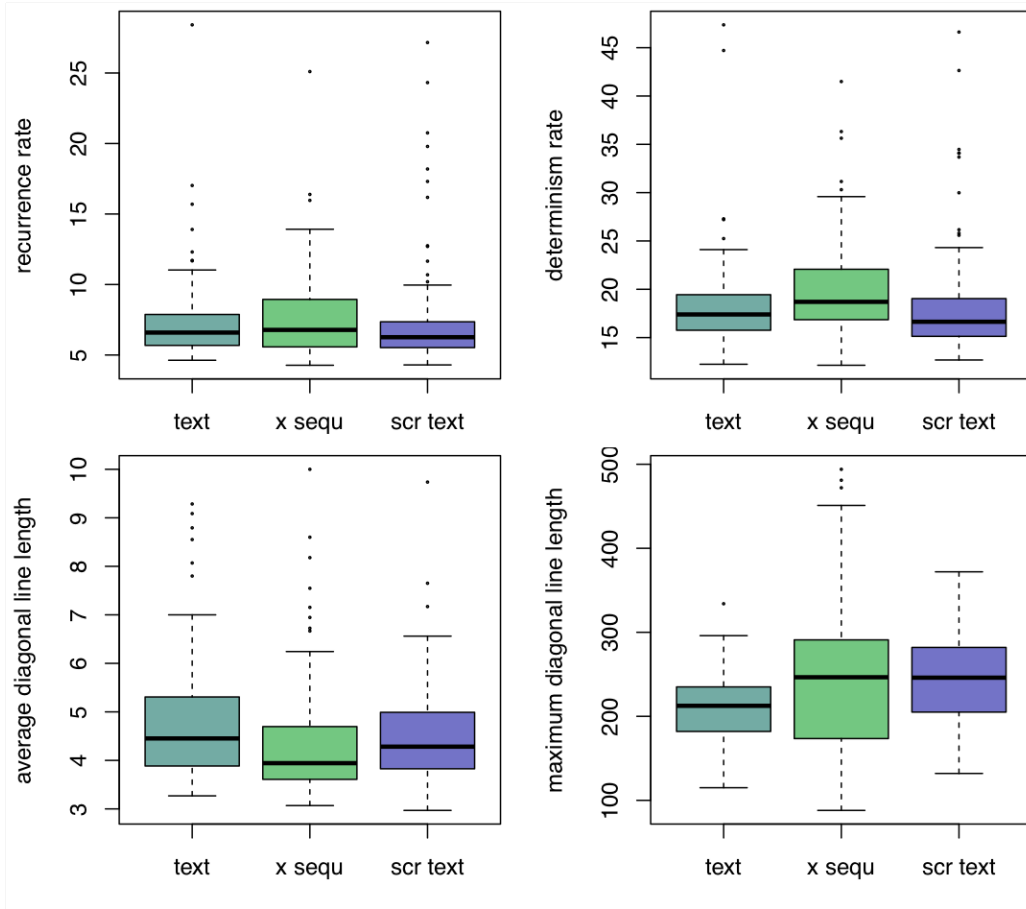 recurrence rate
25
20
15
10
5
text
x sequ
scr text
determinism rate
45
40
35
30
25
20
15
text
x sequ
scr text
average diagonal line length
10
9
8
7
6
5
4
3
text
x sequ
scr text
maximum diagonal line length
500
400
300
200
100
text
x sequ
scr text